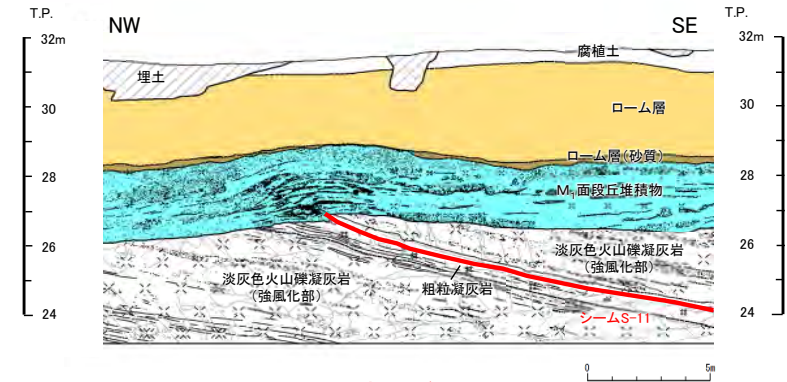 T.P.
T.P.
NW
SE
32m
32m
腐植土
埋土
30
30
ローム層
ローム層(砂質)
28
28
M₁面段丘堆積物
26
26
淡灰色火山礫凝灰岩
(強風化部)
淡灰色火山礫凝灰岩
(強風化部)
粗粒凝灰岩
24
24
シームS-11
0
5m